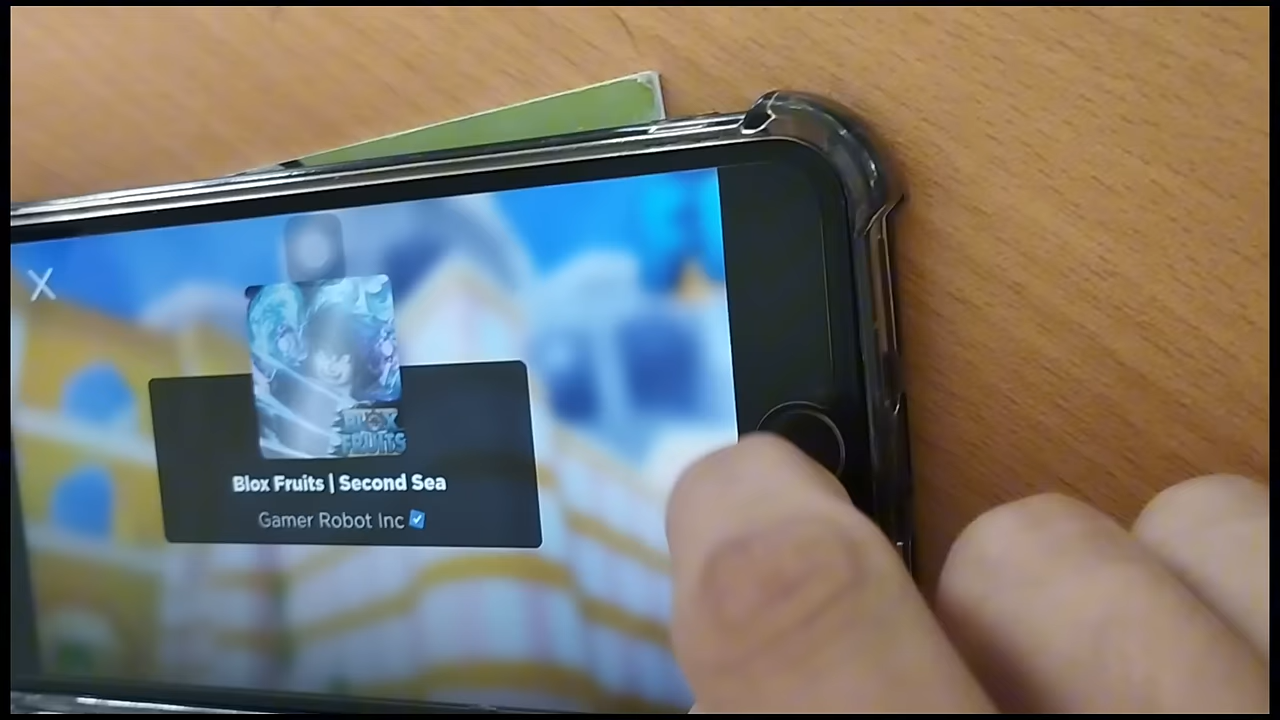 X
BLOX
FRUITS
Blox Fruits | Second Sea
Gamer Robot Inc